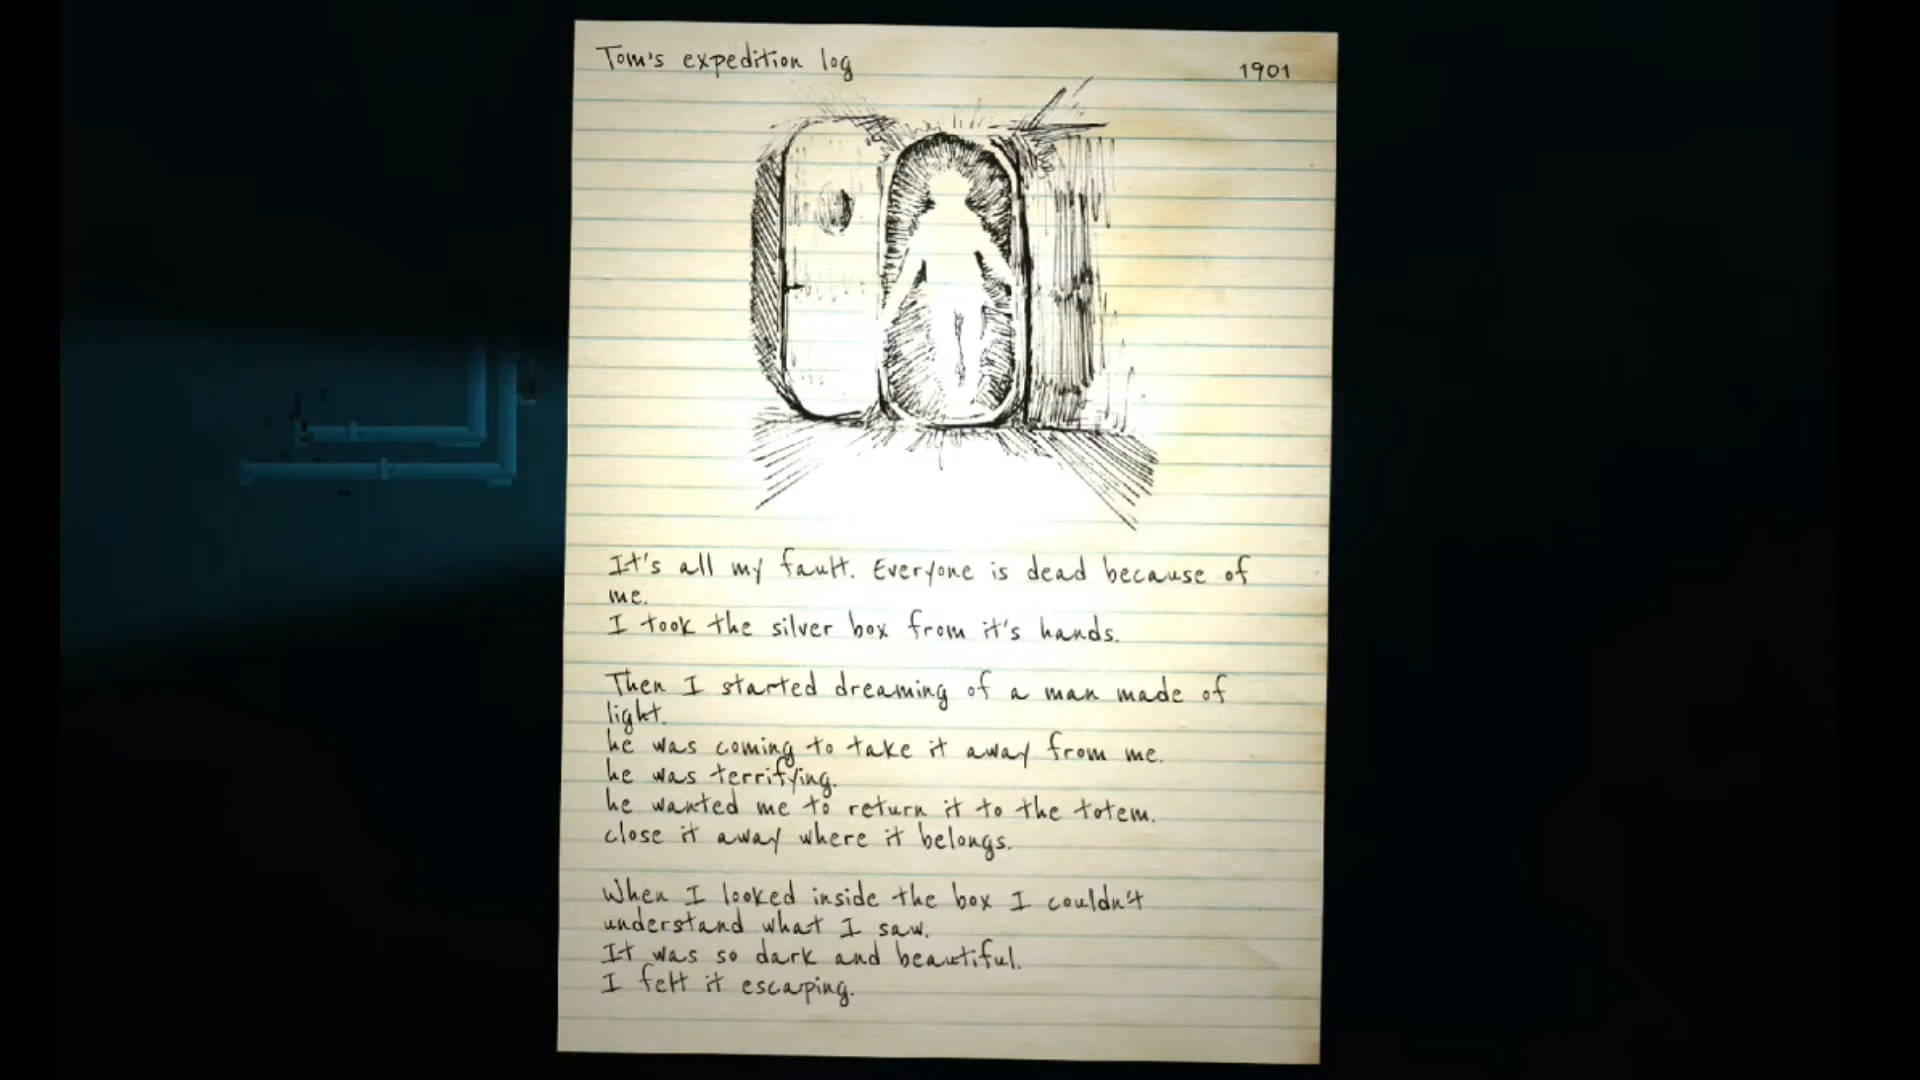 Tom's expedition log 1901
It's all my fault. Everyone is dead because of
me.
I took the silver box from it's hands.
Then I started dreaming of a man made of
light.
he was coming to take it away from me.
he was terrifying.
he wanted me to return it to the totem.
close it away where it belongs.
When I looked inside the box I couldn't
understand what I saw.
It was so dark and beautiful.
I felt it escaping.